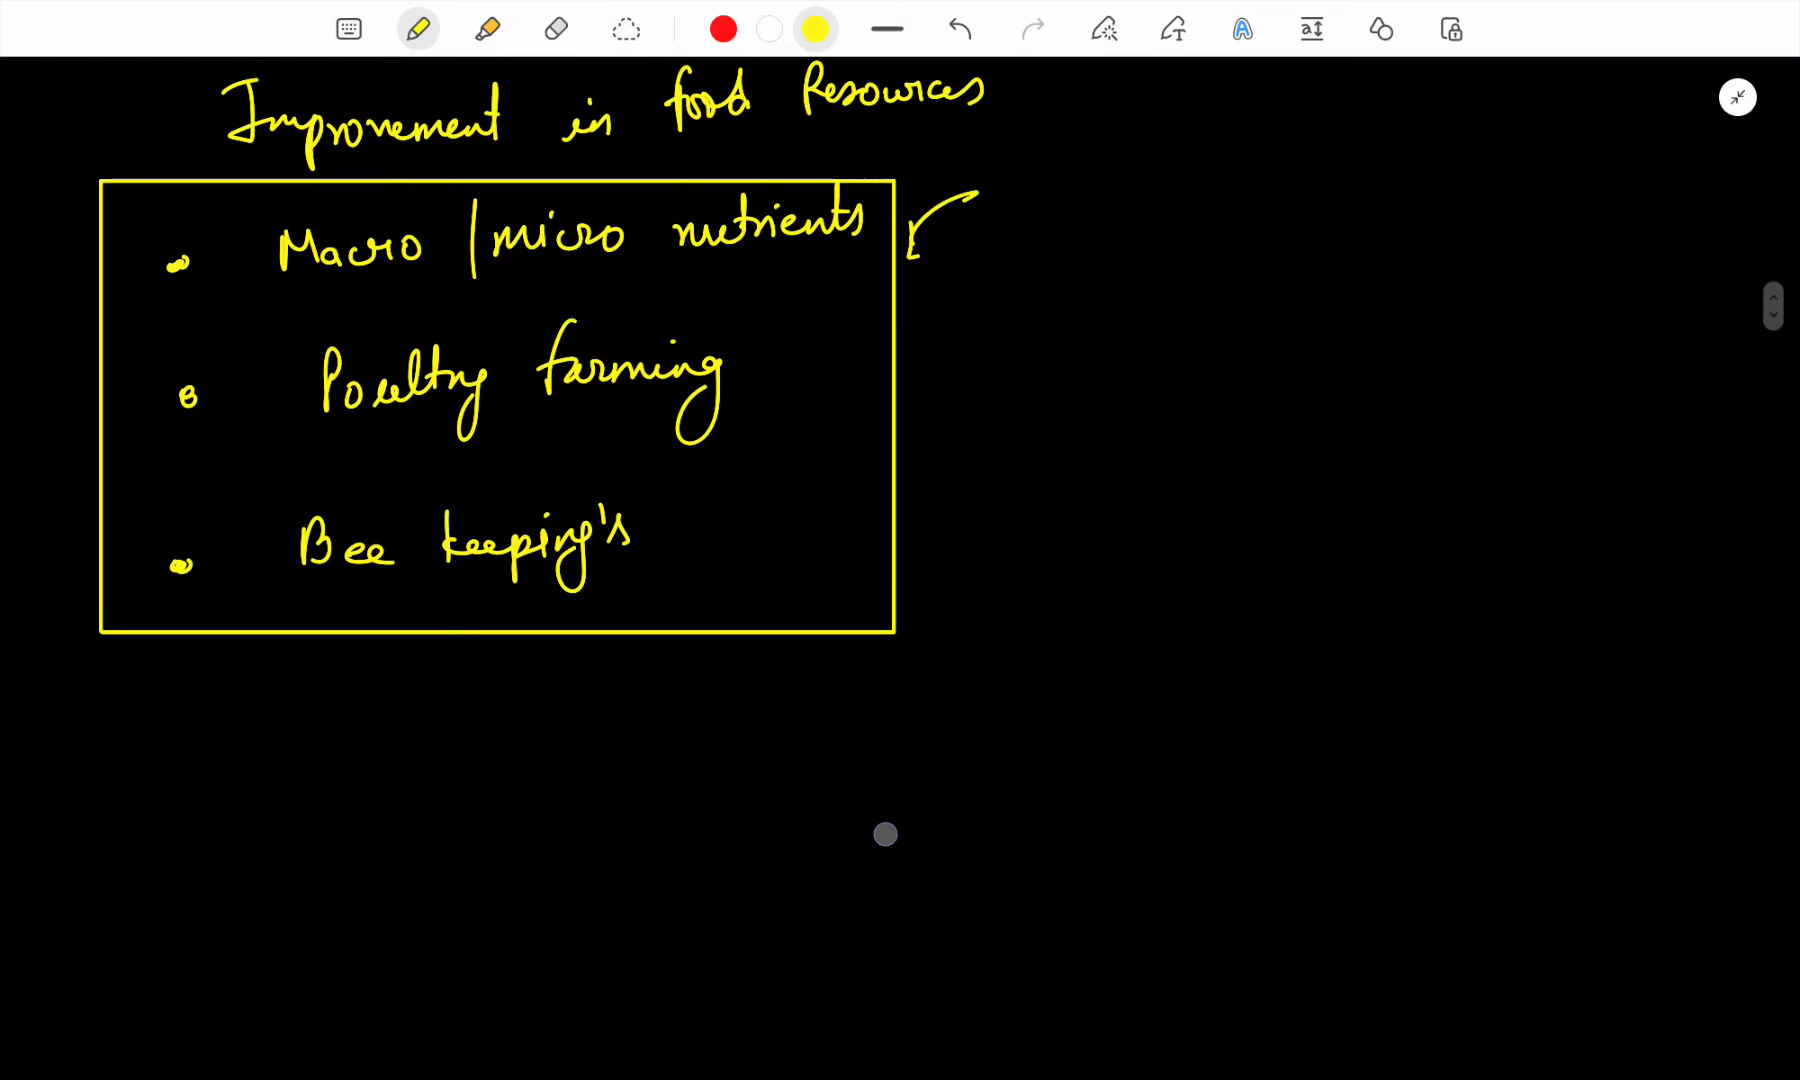 Improvement in food Resources
• Macro | micro nutrients
• Poultry farming
• Bee keeping's